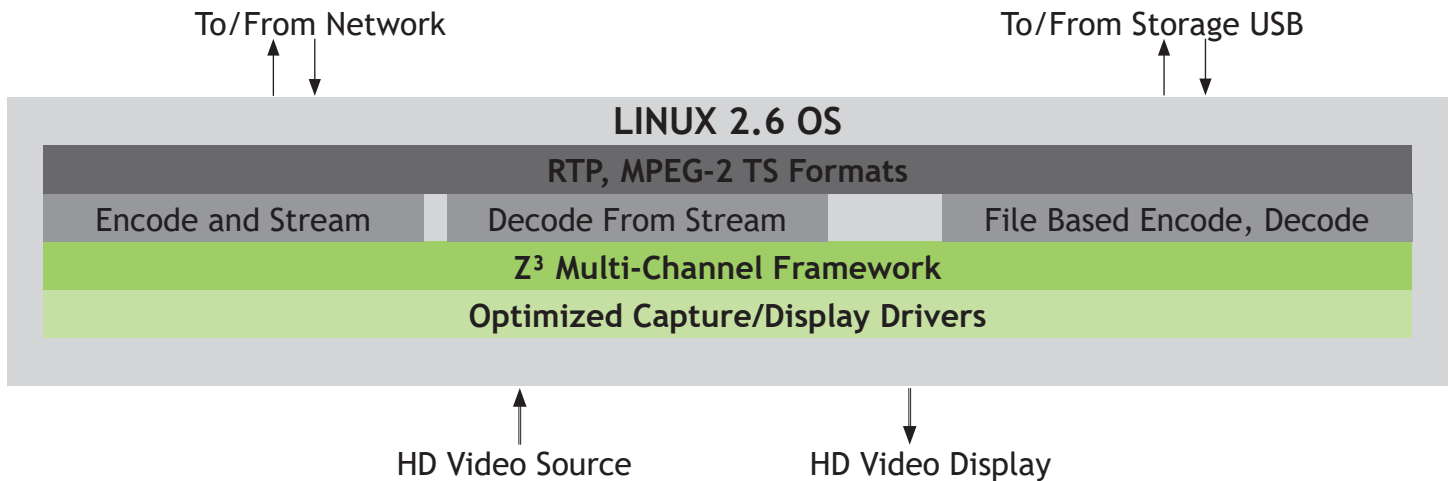 To/From Network
To/From Storage USB
LINUX 2.6 OS
RTP, MPEG-2 TS Formats
Encode and Stream
Decode From Stream
File Based Encode, Decode
Z³ Multi-Channel Framework
Optimized Capture/Display Drivers
HD Video Source
HD Video Display